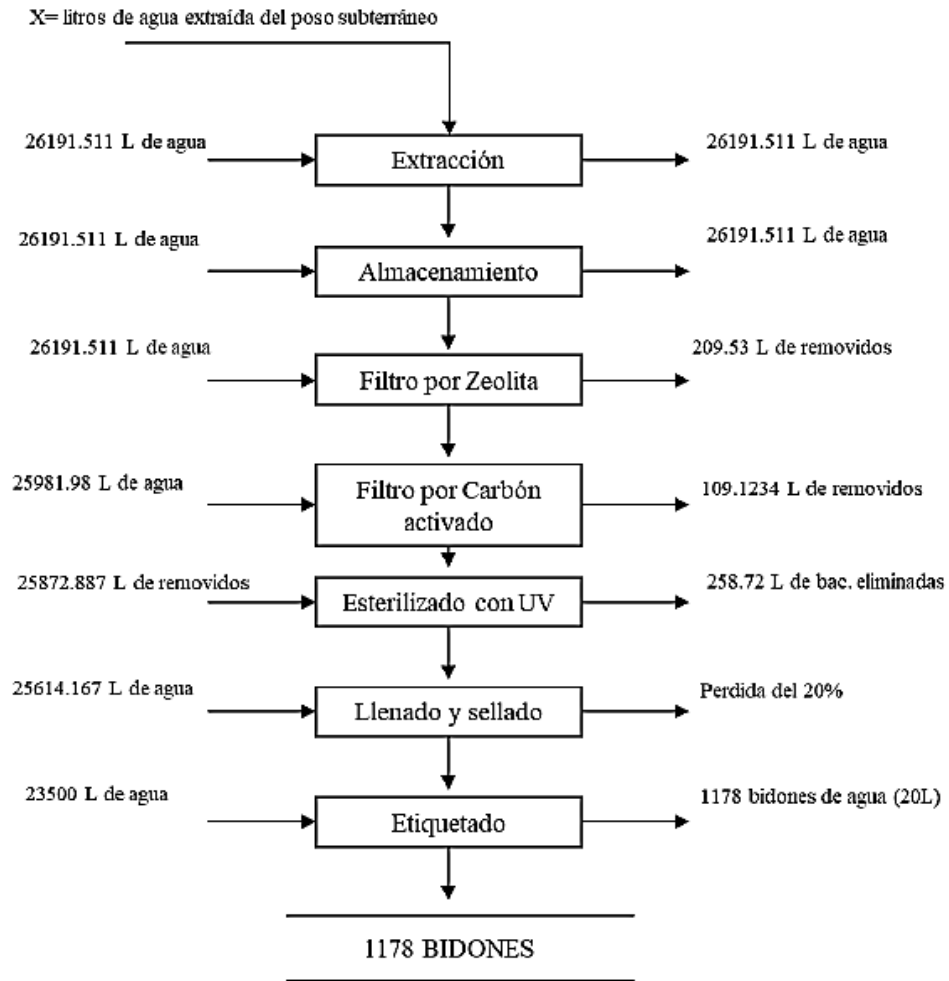 X= litros de agua extraída del poso subterráneo
26191.511 L de agua
Extracción
26191.511 L de agua
26191.511 L de agua
Almacenamiento
26191.511 L de agua
26191.511 L de agua
Filtro por Zeolita
209.53 L de removidos
25981.98 L de agua
Filtro por Carbón
activado
109.1234 L de removidos
25872.887 L de removidos
Esterilizado con UV
258.72 L de bac. eliminadas
25614.167 L de agua
Llenado y sellado
Perdida del 20%
23500 L de agua
Etiquetado
1178 bidones de agua (20L)
1178 BIDONES